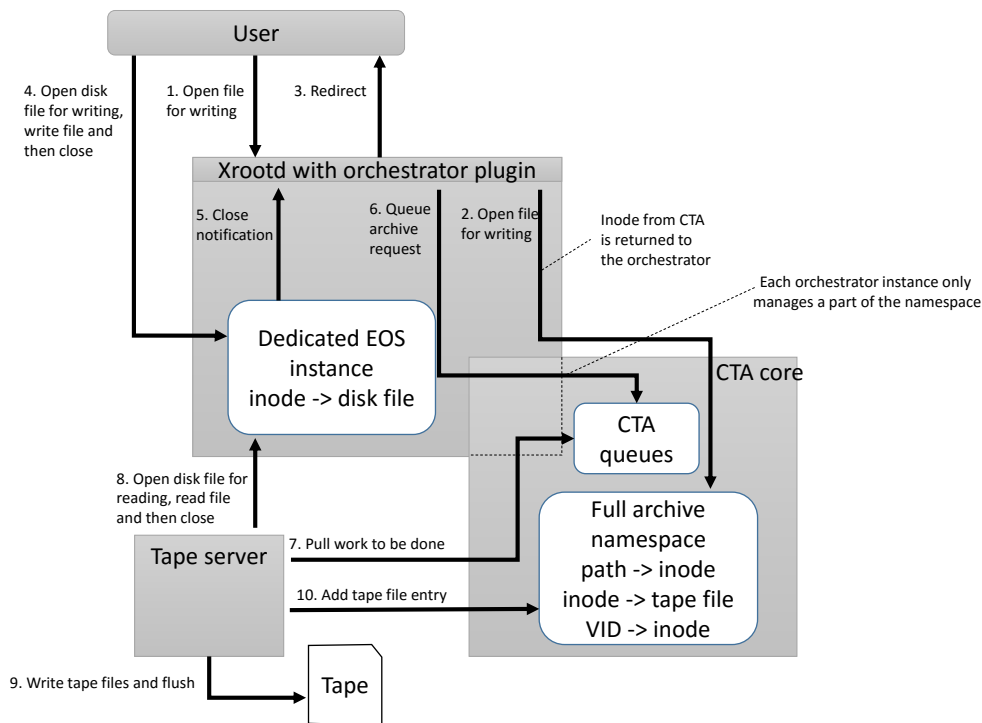 User
4. Open disk
file for writing,
write file and
then close
1. Open file
for writing
3. Redirect
Xrootd with orchestrator plugin
5. Close
notification
6. Queue
archive
request
2. Open file
for writing
Inode from CTA
is returned to
the orchestrator
Each orchestrator instance only
manages a part of the namespace
Dedicated EOS
instance
inode -> disk file
CTA core
CTA
queues
8. Open disk file for
reading, read file
and then close
Full archive
namespace
path -> inode
inode -> tape file
VID -> inode
Tape server
7. Pull work to be done
10. Add tape file entry
9. Write tape files and flush
Tape